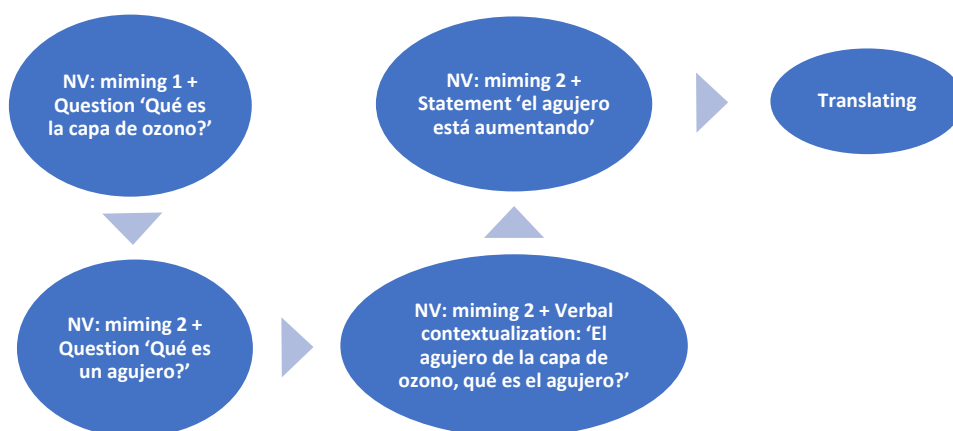 NV: miming 1 +
Question ‘Qué es
la capa de ozono?’
NV: miming 2 +
Question ‘Qué es
un agujero?’
NV: miming 2 + Verbal
contextualization: ‘El
agujero de la capa de
ozono, qué es el agujero?’
NV: miming 2 +
Statement ‘el agujero
está aumentando’
Translating